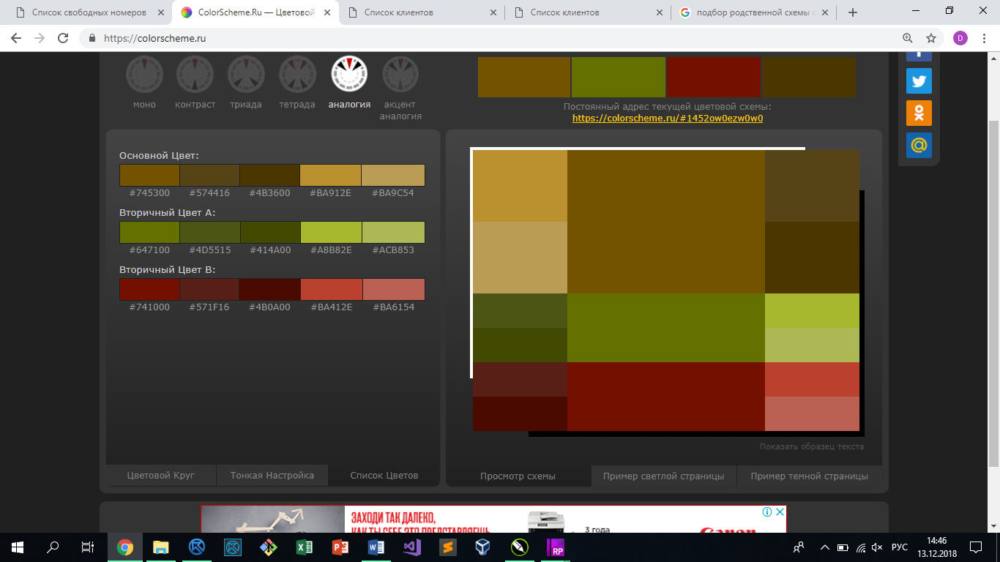 Список свободных номеров
ColorScheme.Ru — Цветовой
Список клиентов
Список клиентов
подбор родственной схемы
https://colorscheme.ru
D
моно
контраст
триада
тетрада
аналогия
акцент
аналогия
Постоянный адрес текущей цветовой схемы:
https://colorscheme.ru/#1452ow0ezw0w0
Основной Цвет:
#745300 #574416 #4B3600 #BA912E #BA9C54
Вторичный Цвет A:
#647100 #4D5515 #414A00 #A8B82E #ACB853
Вторичный Цвет B:
#741000 #571F16 #4B0A00 #BA412E #BA6154
Показать образец текста
Цветовой Круг
Тонкая Настройка
Список Цветов
Просмотр схемы
Пример светлой страницы
Пример темной страницы
ЗАХОДИ ТАК ДАЛЕКО,
КАК ТЫ СЕБЕ ЭТО ПРЕДСТАВЛЯЕШЬ
3 года
Canon
RP
РУС
14:46
13.12.2018